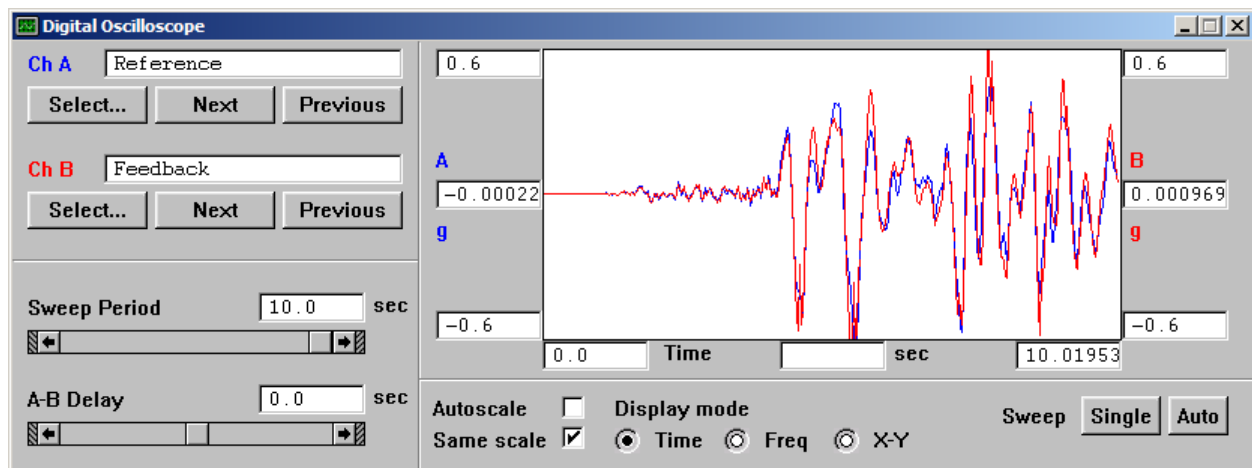 Digital Oscilloscope
Ch A Reference
Select... Next Previous
Ch B Feedback
Select... Next Previous
Sweep Period 10.0 sec
A-B Delay 0.0 sec
0.6 0.6
A B
-0.00022 0.000969
g g
-0.6 -0.6
0.0 Time sec 10.01953
Autoscale Display mode Sweep Single Auto
Same scale Time Freq X-Y